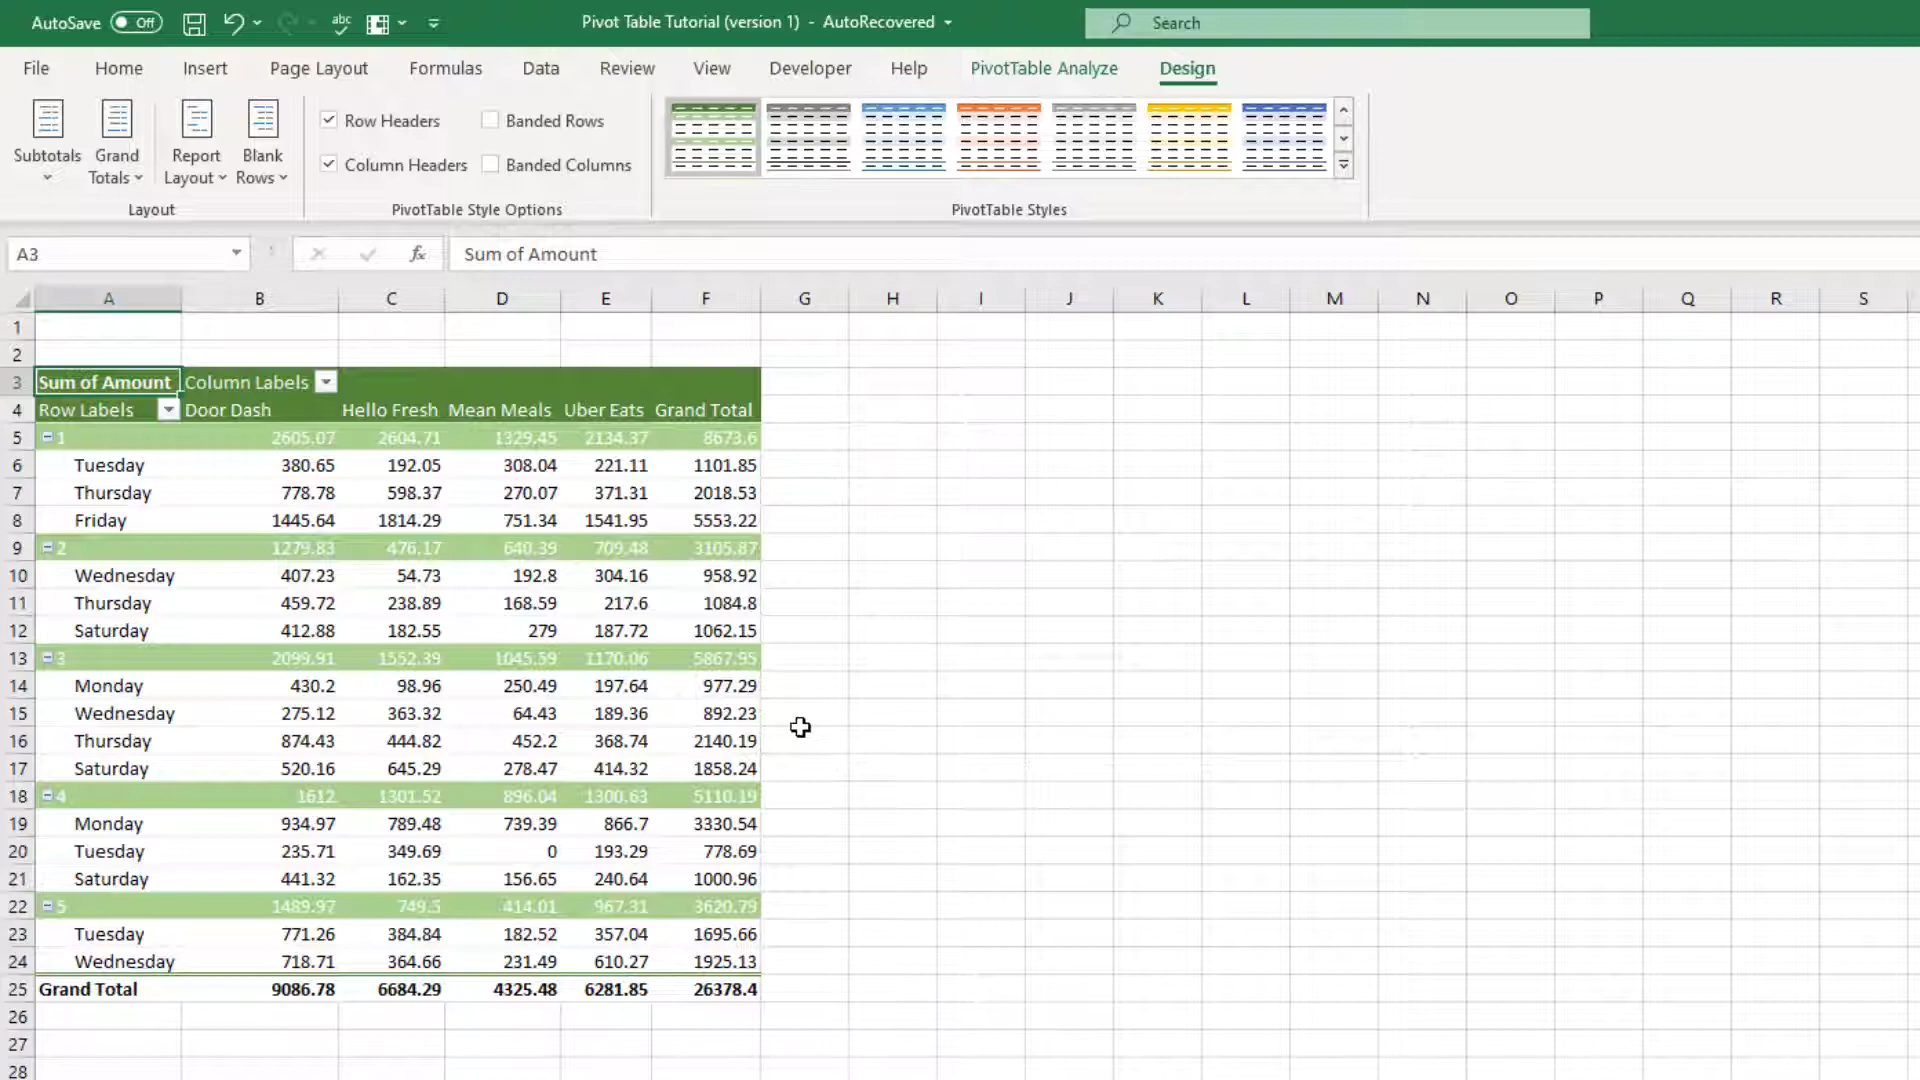 AutoSave Off abc Pivot Table Tutorial (version 1) - AutoRecovered Search
File Home Insert Page Layout Formulas Data Review View Developer Help PivotTable Analyze Design
Subtotals Grand Totals Report Layout Blank Rows
Row Headers Banded Rows
Column Headers Banded Columns
Layout PivotTable Style Options PivotTable Styles
A3 fx Sum of Amount
A B C D E F G H I J K L M N O P Q R S
1
2
3 Sum of Amount Column Labels
4 Row Labels Door Dash Hello Fresh Mean Meals Uber Eats Grand Total
5 1 2605.07 2604.71 1329.45 2134.37 8673.6
6 Tuesday 380.65 192.05 308.04 221.11 1101.85
7 Thursday 778.78 598.37 270.07 371.31 2018.53
8 Friday 1445.64 1814.29 751.34 1541.95 5553.22
9 2 1279.83 476.17 640.39 709.48 3105.87
10 Wednesday 407.23 54.73 192.8 304.16 958.92
11 Thursday 459.72 238.89 168.59 217.6 1084.8
12 Saturday 412.88 182.55 279 187.72 1062.15
13 3 2099.91 1552.39 1045.59 1170.06 5867.95
14 Monday 430.2 98.96 250.49 197.64 977.29
15 Wednesday 275.12 363.32 64.43 189.36 892.23
16 Thursday 874.43 444.82 452.2 368.74 2140.19
17 Saturday 520.16 645.29 278.47 414.32 1858.24
18 4 1612 1301.52 896.04 1300.63 5110.19
19 Monday 934.97 789.48 739.39 866.7 3330.54
20 Tuesday 235.71 349.69 0 193.29 778.69
21 Saturday 441.32 162.35 156.65 240.64 1000.96
22 5 1489.97 749.5 414.01 967.31 3620.79
23 Tuesday 771.26 384.84 182.52 357.04 1695.66
24 Wednesday 718.71 364.66 231.49 610.27 1925.13
25 Grand Total 9086.78 6684.29 4325.48 6281.85 26378.4
26
27
28